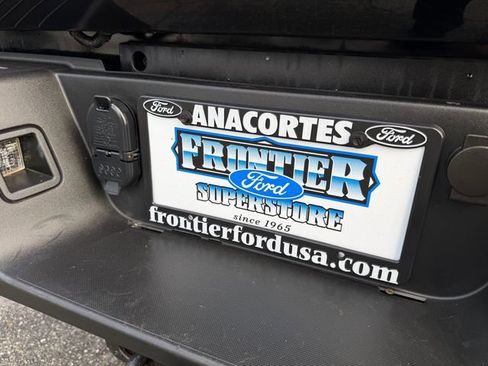 Ford ANACORTES Ford
FRONTIER
Ford
SUPERSTORE
since 1965
frontierfordusa.com